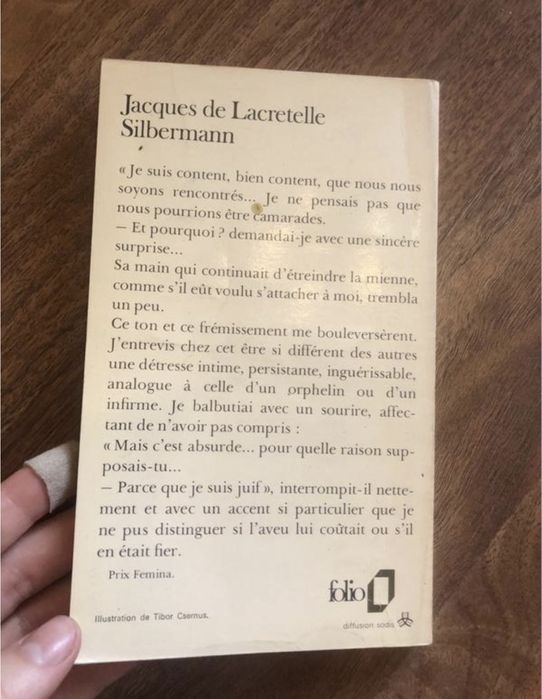 Jacques de Lacretelle
Silbermann
« Je suis content, bien content, que nous nous
soyons rencontrés... Je ne pensais pas que
nous pourrions être camarades.
— Et pourquoi ? demandai-je avec une sincère
surprise...
Sa main qui continuait d'étreindre la mienne,
comme s'il eût voulu s'attacher à moi, trembla
un peu.
Ce ton et ce frémissement me bouleversèrent.
J'entrevis chez cet être si différent des autres
une détresse intime, persistante, inguérissable,
analogue à celle d'un orphelin ou d'un
infirme. Je balbutiai avec un sourire, affec-
tant de n'avoir pas compris :
« Mais c'est absurde... pour quelle raison sup-
posais-tu...
— Parce que je suis juif », interrompit-il nette-
ment et avec un accent si particulier que je
ne pus distinguer si l'aveu lui coûtait ou s'il
en était fier.
Prix Femina.
folio
Illustration de Tibor Csernus.
diffusion sodis